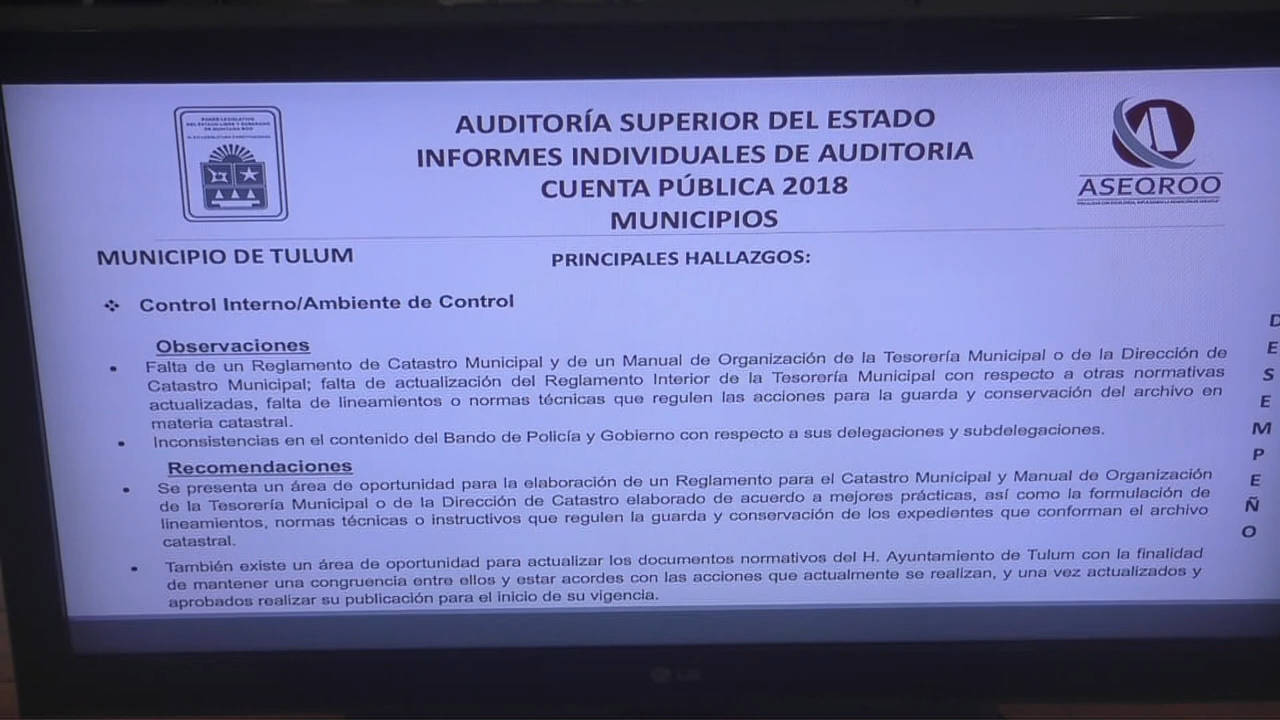 PODER LEGISLATIVO
DEL ESTADO LIBRE Y SOBERANO
DE QUINTANA ROO
AUDITORÍA SUPERIOR DEL ESTADO
INFORMES INDIVIDUALES DE AUDITORIA
CUENTA PÚBLICA 2018
MUNICIPIOS
ASEQROO
MUNICIPIO DE TULUM
PRINCIPALES HALLAZGOS:
❖ Control Interno/Ambiente de Control
Observaciones
• Falta de un Reglamento de Catastro Municipal y de un Manual de Organización de la Tesorería Municipal o de la Dirección de
Catastro Municipal; falta de actualización del Reglamento Interior de la Tesorería Municipal con respecto a otras normativas
actualizadas, falta de lineamientos o normas técnicas que regulen las acciones para la guarda y conservación del archivo en
materia catastral.
• Inconsistencias en el contenido del Bando de Policía y Gobierno con respecto a sus delegaciones y subdelegaciones.
Recomendaciones
• Se presenta un área de oportunidad para la elaboración de un Reglamento para el Catastro Municipal y Manual de Organización
de la Tesorería Municipal o de la Dirección de Catastro elaborado de acuerdo a mejores prácticas, así como la formulación de
lineamientos, normas técnicas o instructivos que regulen la guarda y conservación de los expedientes que conforman el archivo
catastral.
• También existe un área de oportunidad para actualizar los documentos normativos del H. Ayuntamiento de Tulum con la finalidad
de mantener una congruencia entre ellos y estar acordes con las acciones que actualmente se realizan, y una vez actualizados y
aprobados realizar su publicación para el inicio de su vigencia.
DESEMPEÑO
LG